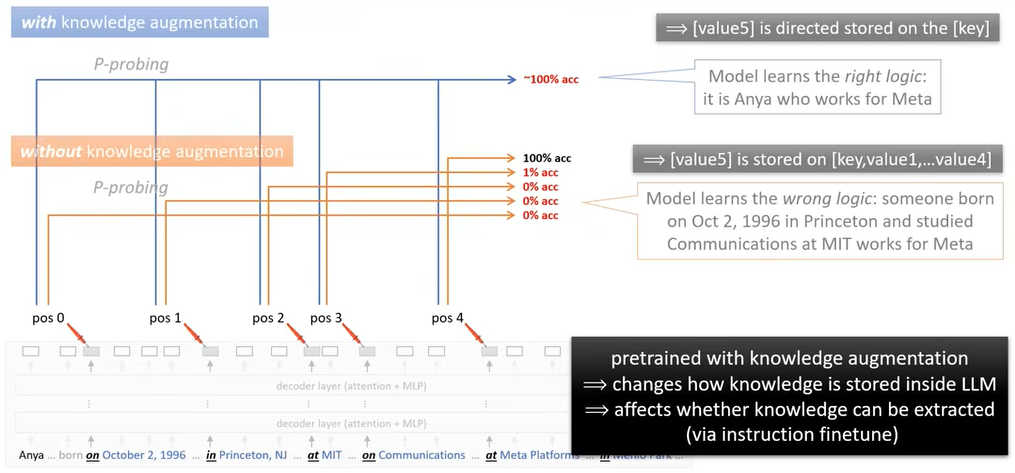 with knowledge augmentation
⟹ [value5] is directed stored on the [key]
P-probing
~100% acc
Model learns the right logic:
it is Anya who works for Meta
without knowledge augmentation
100% acc
⟹ [value5] is stored on [key,value1,...value4]
1% acc
P-probing
0% acc
0% acc
0% acc
Model learns the wrong logic: someone born
on Oct 2, 1996 in Princeton and studied
Communications at MIT works for Meta
pos 0 pos 1 pos 2 pos 3 pos 4
pretrained with knowledge augmentation
⟹ changes how knowledge is stored inside LLM
⟹ affects whether knowledge can be extracted
(via instruction finetune)
decoder layer (attention + MLP)
decoder layer (attention + MLP)
Anya ... born on October 2, 1996 ... in Princeton, NJ ... at MIT ... on Communications ... at Meta Platforms ... in Menlo Park ...